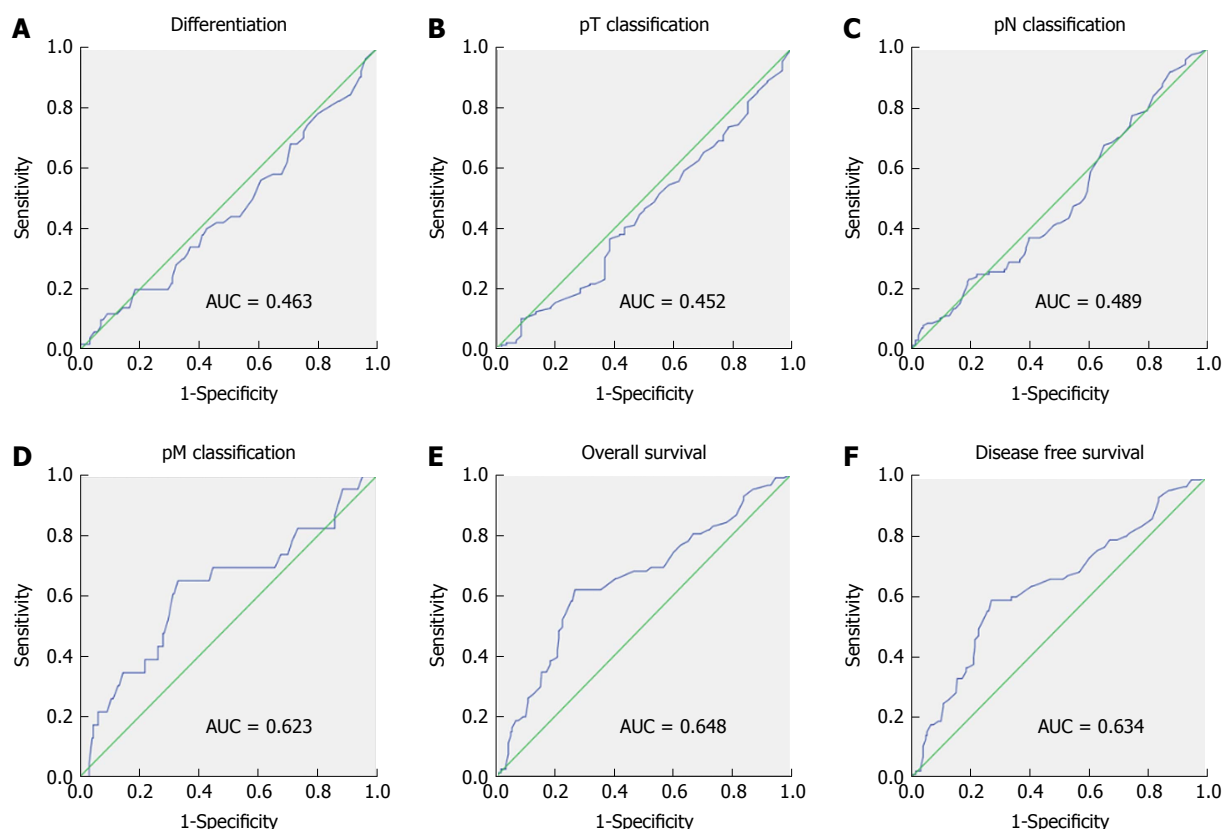 A
Differentiation
1.0
0.8
0.6
0.4
0.2
0.0
Sensitivity
AUC = 0.463
0.0 0.2 0.4 0.6 0.8 1.0
1-Specificity
B
pT classification
1.0
0.8
0.6
0.4
0.2
0.0
Sensitivity
AUC = 0.452
0.0 0.2 0.4 0.6 0.8 1.0
1-Specificity
C
pN classification
1.0
0.8
0.6
0.4
0.2
0.0
Sensitivity
AUC = 0.489
0.0 0.2 0.4 0.6 0.8 1.0
1-Specificity
D
pM classification
1.0
0.8
0.6
0.4
0.2
0.0
Sensitivity
AUC = 0.623
0.0 0.2 0.4 0.6 0.8 1.0
1-Specificity
E
Overall survival
1.0
0.8
0.6
0.4
0.2
0.0
Sensitivity
AUC = 0.648
0.0 0.2 0.4 0.6 0.8 1.0
1-Specificity
F
Disease free survival
1.0
0.8
0.6
0.4
0.2
0.0
Sensitivity
AUC = 0.634
0.0 0.2 0.4 0.6 0.8 1.0
1-Specificity